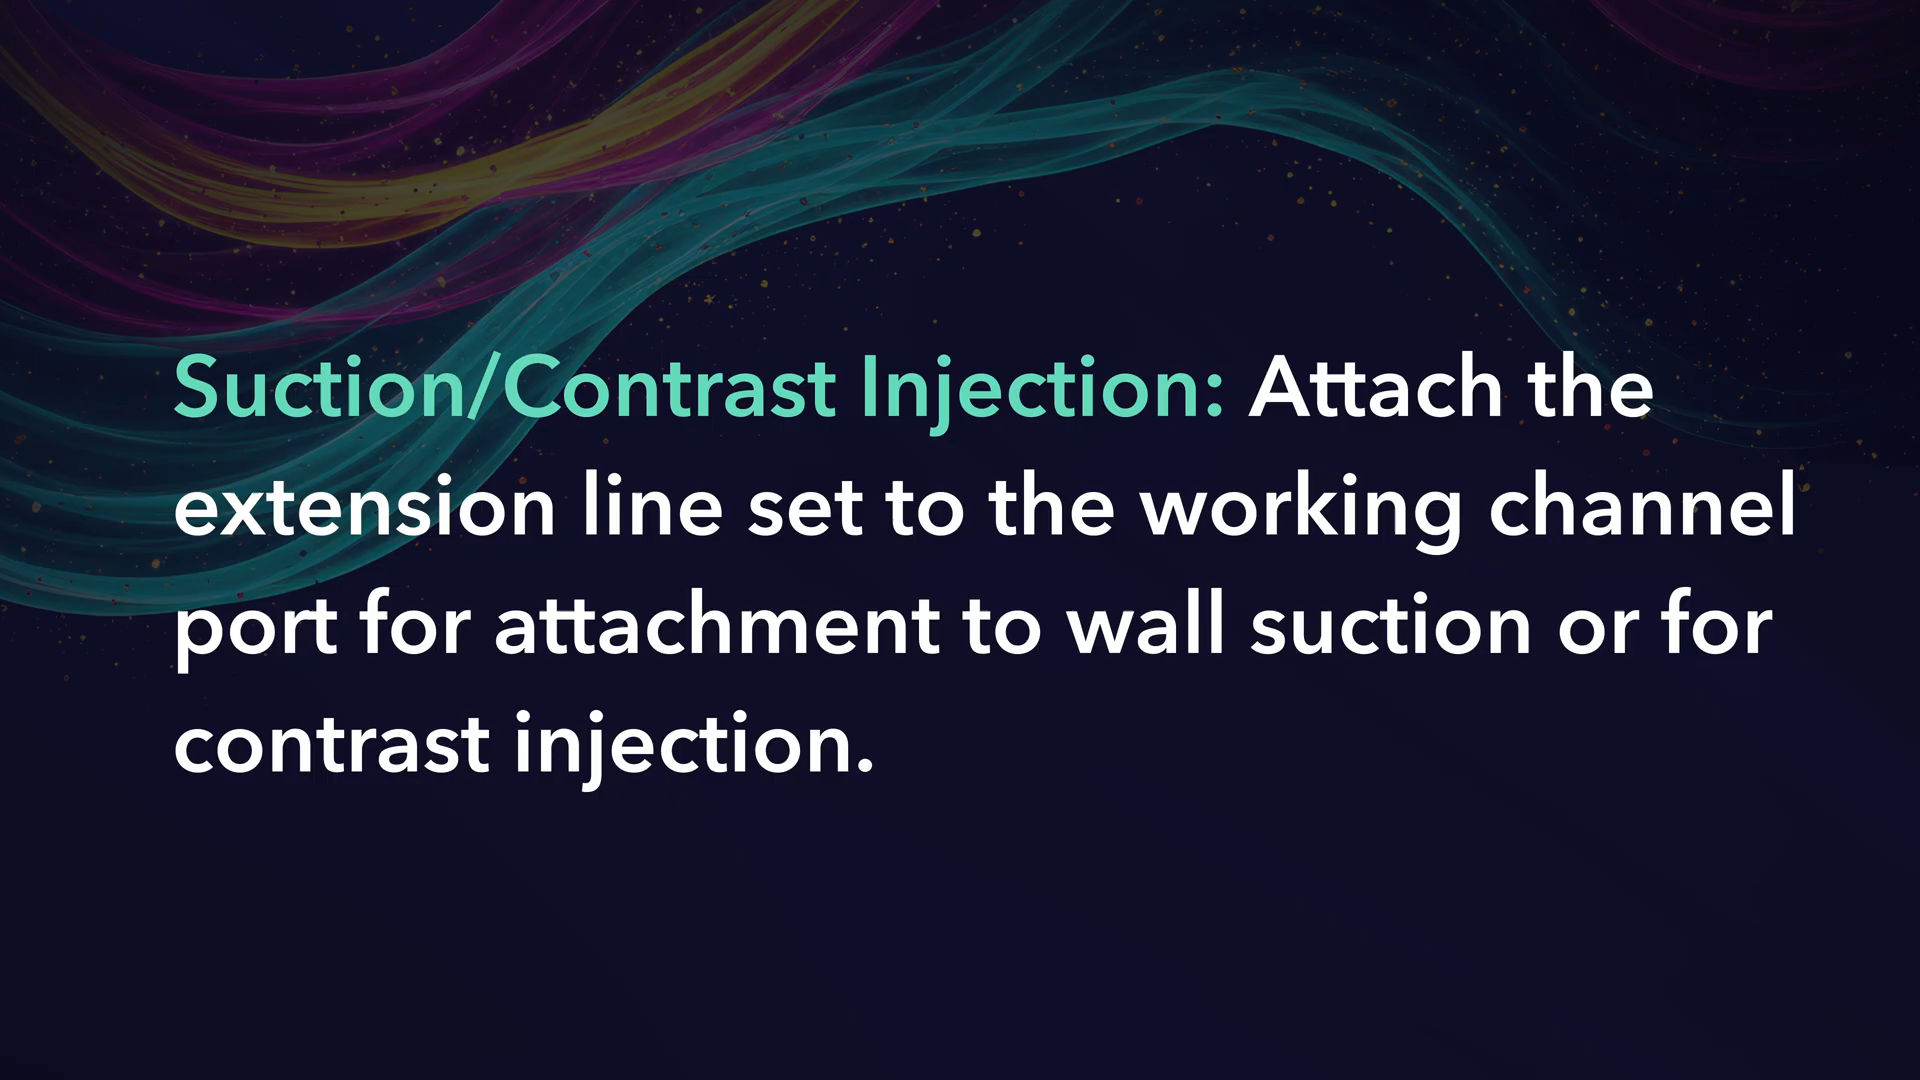 Suction/Contrast Injection: Attach the
extension line set to the working channel
port for attachment to wall suction or for
contrast injection.